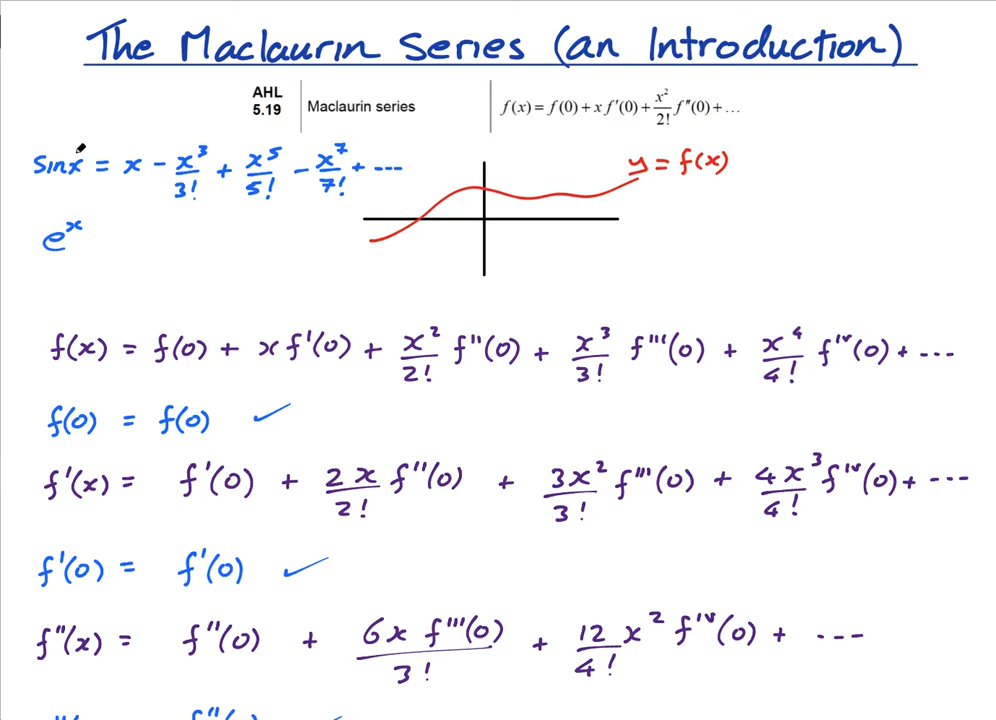 The Maclaurin Series (an Introduction)
AHL 5.19 Maclaurin series f(x) = f(0) + x f′(0) + x²/2! f″(0) + …
sinx = x − x³/3! + x⁵/5! − x⁷/7! + ---
y = f(x)
eˣ
f(x) = f(0) + x f'(0) + x²/2! f''(0) + x³/3! f'''(0) + x⁴/4! f'ᵛ(0) + ---
f(0) = f(0) ✓
f'(x) = f'(0) + 2x/2! f''(0) + 3x²/3! f'''(0) + 4x³/4! f'ᵛ(0) + ---
f'(0) = f'(0) ✓
f''(x) = f''(0) + 6x f'''(0)/3! + 12/4! x² f'ᵛ(0) + ---